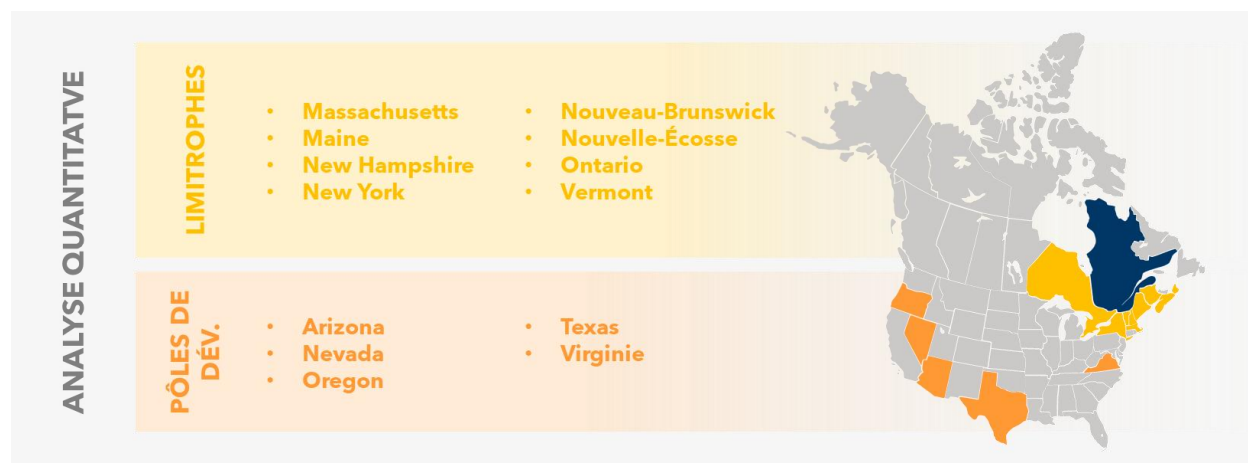 ANALYSE QUANTITATVE
LIMITROPHES
• Massachusetts
• Maine
• New Hampshire
• New York
• Nouveau-Brunswick
• Nouvelle-Écosse
• Ontario
• Vermont
PÔLES DE
DÉV.
• Arizona
• Nevada
• Oregon
• Texas
• Virginie